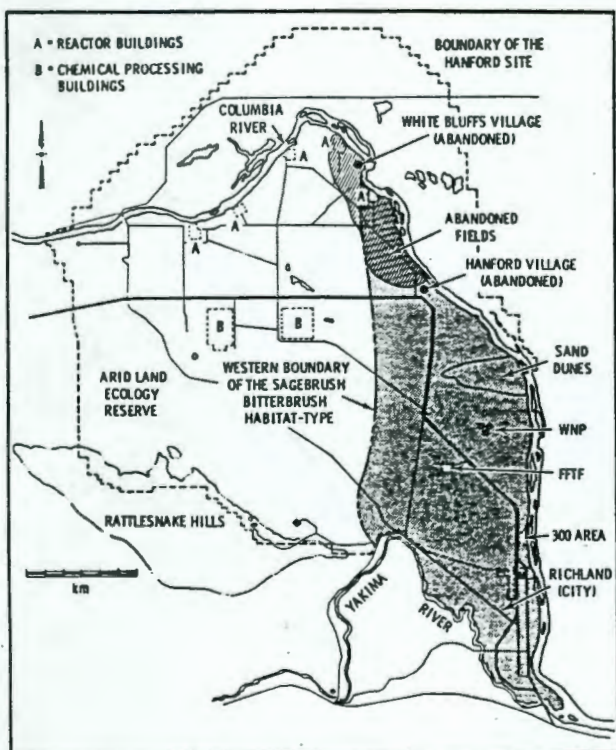 A = REACTOR BUILDINGS
B = CHEMICAL PROCESSING
BUILDINGS
BOUNDARY OF THE
HANFORD SITE
COLUMBIA
RIVER
WHITE BLUFFS VILLAGE
(ABANDONED)
A
A
A
A
A
ABANDONED
FIELDS
HANFORD VILLAGE
(ABANDONED)
B
B
SAND
DUNES
WESTERN BOUNDARY
OF THE SAGEBRUSH
BITTERBRUSH
HABITAT-TYPE
ARID LAND
ECOLOGY
RESERVE
WNP
FFTF
RATTLESNAKE HILLS
300 AREA
km
RICHLAND
(CITY)
YAKIMA
RIVER